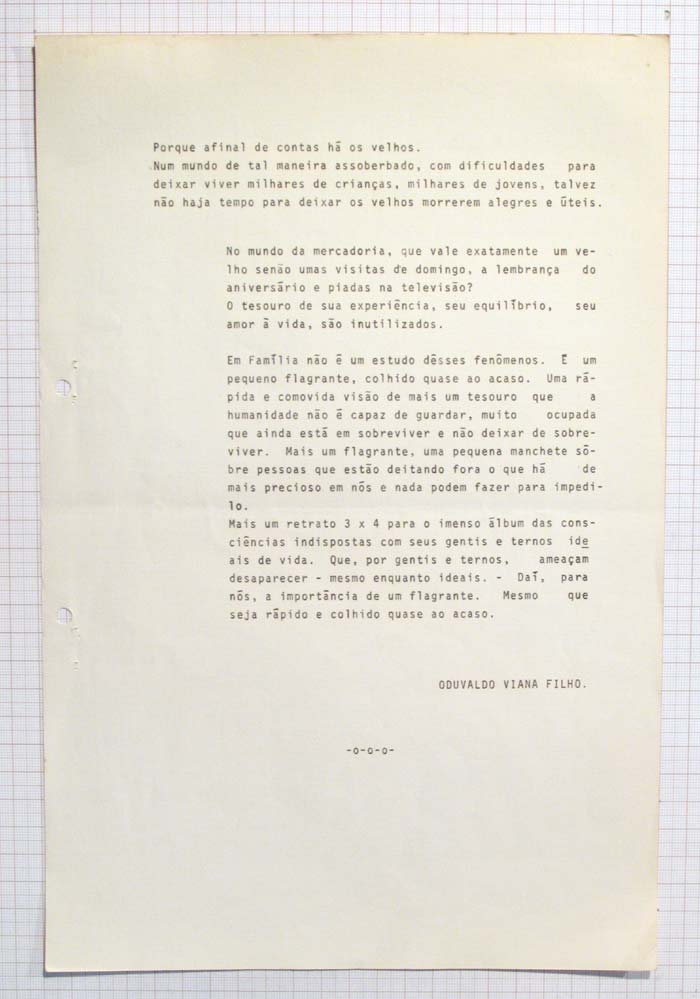 Porque afinal de contas há os velhos.
Num mundo de tal maneira assoberbado, com dificuldades para
deixar viver milhares de crianças, milhares de jovens, talvez
não haja tempo para deixar os velhos morrerem alegres e úteis.
No mundo da mercadoria, que vale exatamente um ve-
lho senão umas visitas de domingo, a lembrança do
aniversário e piadas na televisão?
O tesouro de sua experiência, seu equilíbrio, seu
amor à vida, são inutilizados.
Em Família não é um estudo dêsses fenômenos. É um
pequeno flagrante, colhido quase ao acaso. Uma rá-
pida e comovida visão de mais um tesouro que a
humanidade não é capaz de guardar, muito ocupada
que ainda está em sobreviver e não deixar de sobre-
viver. Mais um flagrante, uma pequena manchete sô-
bre pessoas que estão deitando fora o que há de
mais precioso em nós e nada podem fazer para impedi-
lo.
Mais um retrato 3 x 4 para o imenso álbum das cons-
ciências indispostas com seus gentis e ternos ide
ais de vida. Que, por gentis e ternos, ameaçam
desaparecer - mesmo enquanto ideais. - Daí, para
nós, a importância de um flagrante. Mesmo que
seja rápido e colhido quase ao acaso.
ODUVALDO VIANA FILHO.
-o-o-o-